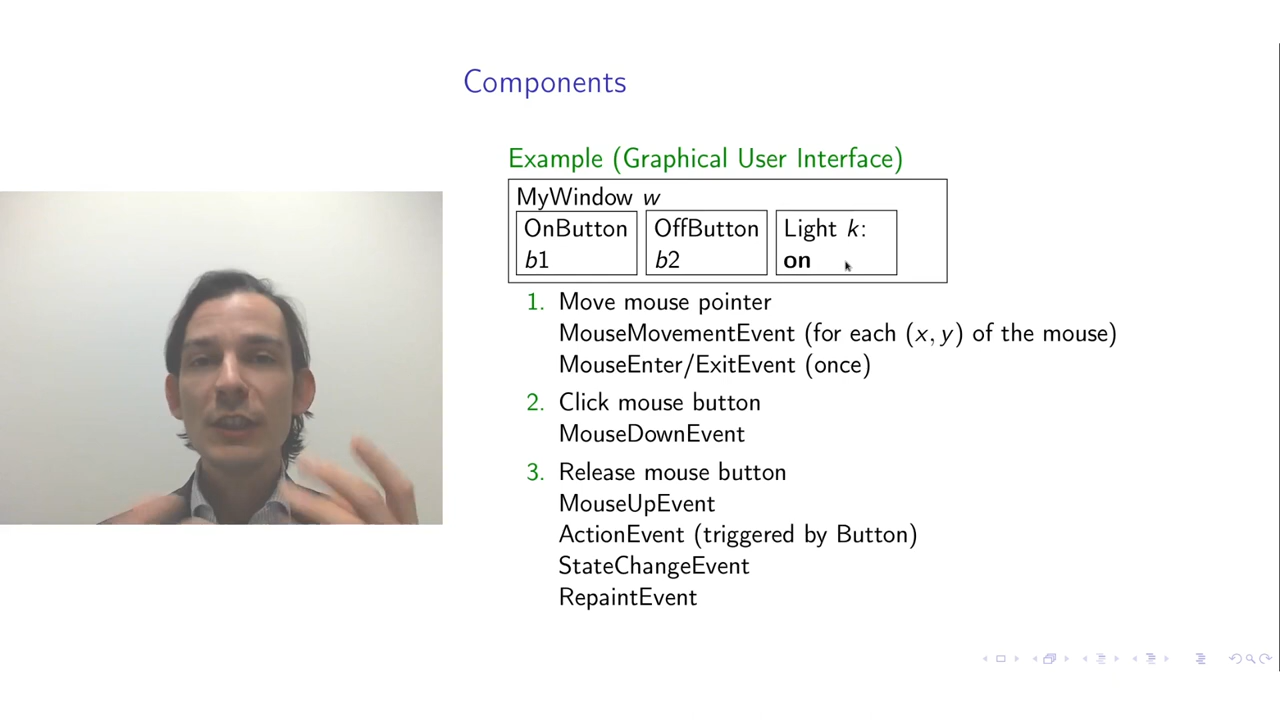 Components
Example (Graphical User Interface)
MyWindow w
OnButton
b1
OffButton
b2
Light k:
on
1. Move mouse pointer
MouseMovementEvent (for each (x, y) of the mouse)
MouseEnter/ExitEvent (once)
2. Click mouse button
MouseDownEvent
3. Release mouse button
MouseUpEvent
ActionEvent (triggered by Button)
StateChangeEvent
RepaintEvent